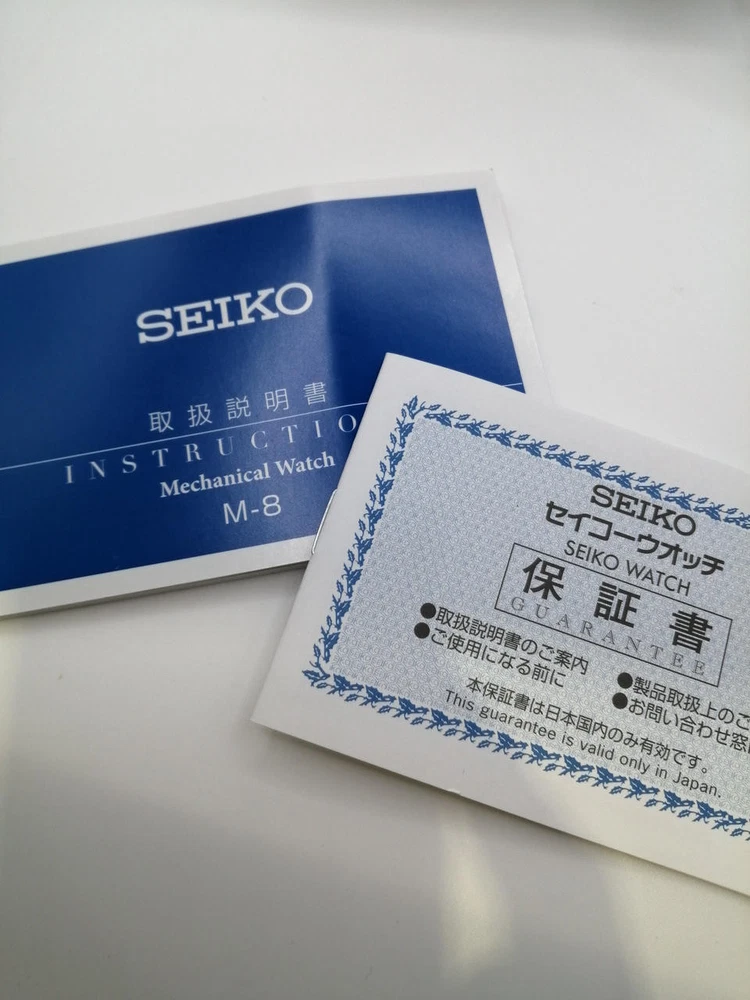 SEIKO
取扱説明書
INSTRUCTIO
Mechanical Watch
M-8
SEIKO
セイコーウオッチ
SEIKO WATCH
保証書
GUARANTEE
●取扱説明書のご案内
●ご使用になる前に
●製品取扱上のご
●お問い合わせ窓
本保証書は日本国内のみ有効です。
This guarantee is valid only in Japan.